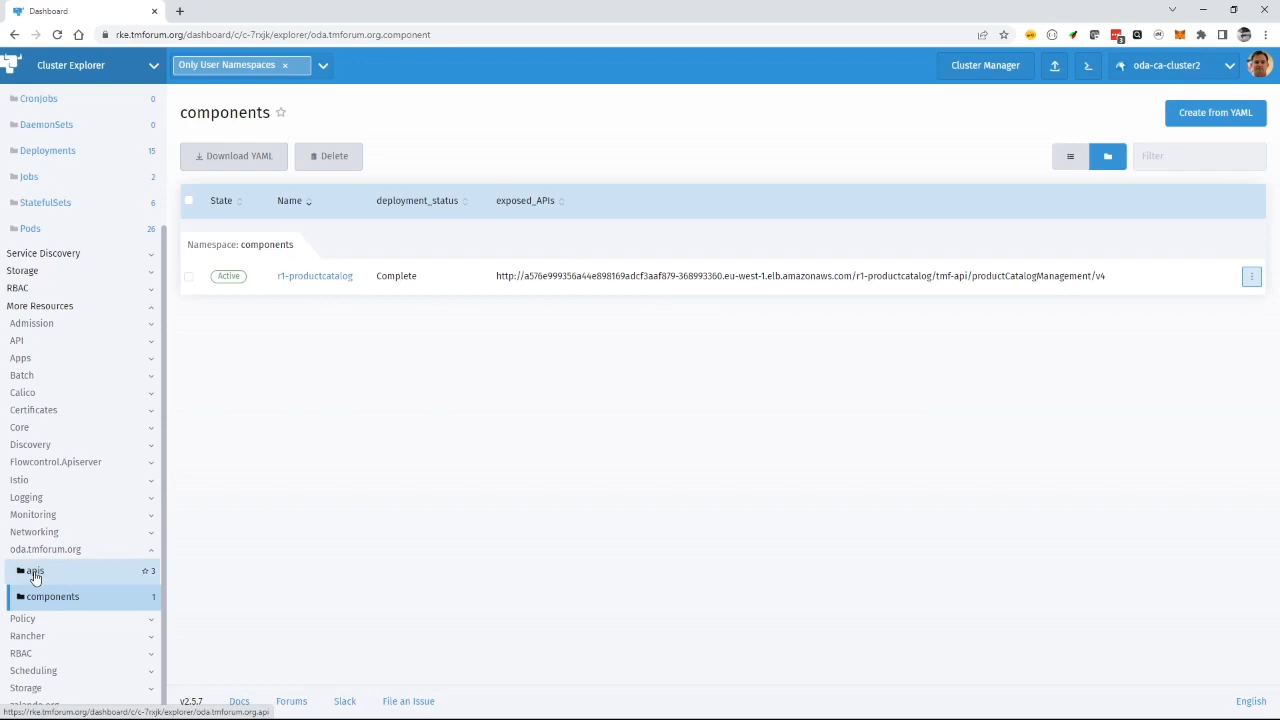 Dashboard
rke.tmforum.org/dashboard/c/c-7rxjk/explorer/oda.tmforum.org.component
3
Cluster Explorer
Only User Namespaces
Cluster Manager
oda-ca-cluster2
CronJobs 0
DaemonSets 0
Deployments 15
Jobs 2
StatefulSets 6
Pods 26
Service Discovery
Storage
RBAC
More Resources
Admission
API
Apps
Batch
Calico
Certificates
Core
Discovery
Flowcontrol.Apiserver
Istio
Logging
Monitoring
Networking
oda.tmforum.org
apis 3
components 1
Policy
Rancher
RBAC
Scheduling
Storage
zalando.org
components
Create from YAML
Download YAML
Delete
Filter
State Name deployment_status exposed_APIs
Namespace: components
Active r1-productcatalog Complete http://a576e999356a44e898169adcf3aaf879-368993360.eu-west-1.elb.amazonaws.com/r1-productcatalog/tmf-api/productCatalogManagement/v4
v2.5.7 Docs Forums Slack File an Issue English
https://rke.tmforum.org/dashboard/c/c-7rxjk/explorer/oda.tmforum.org.api